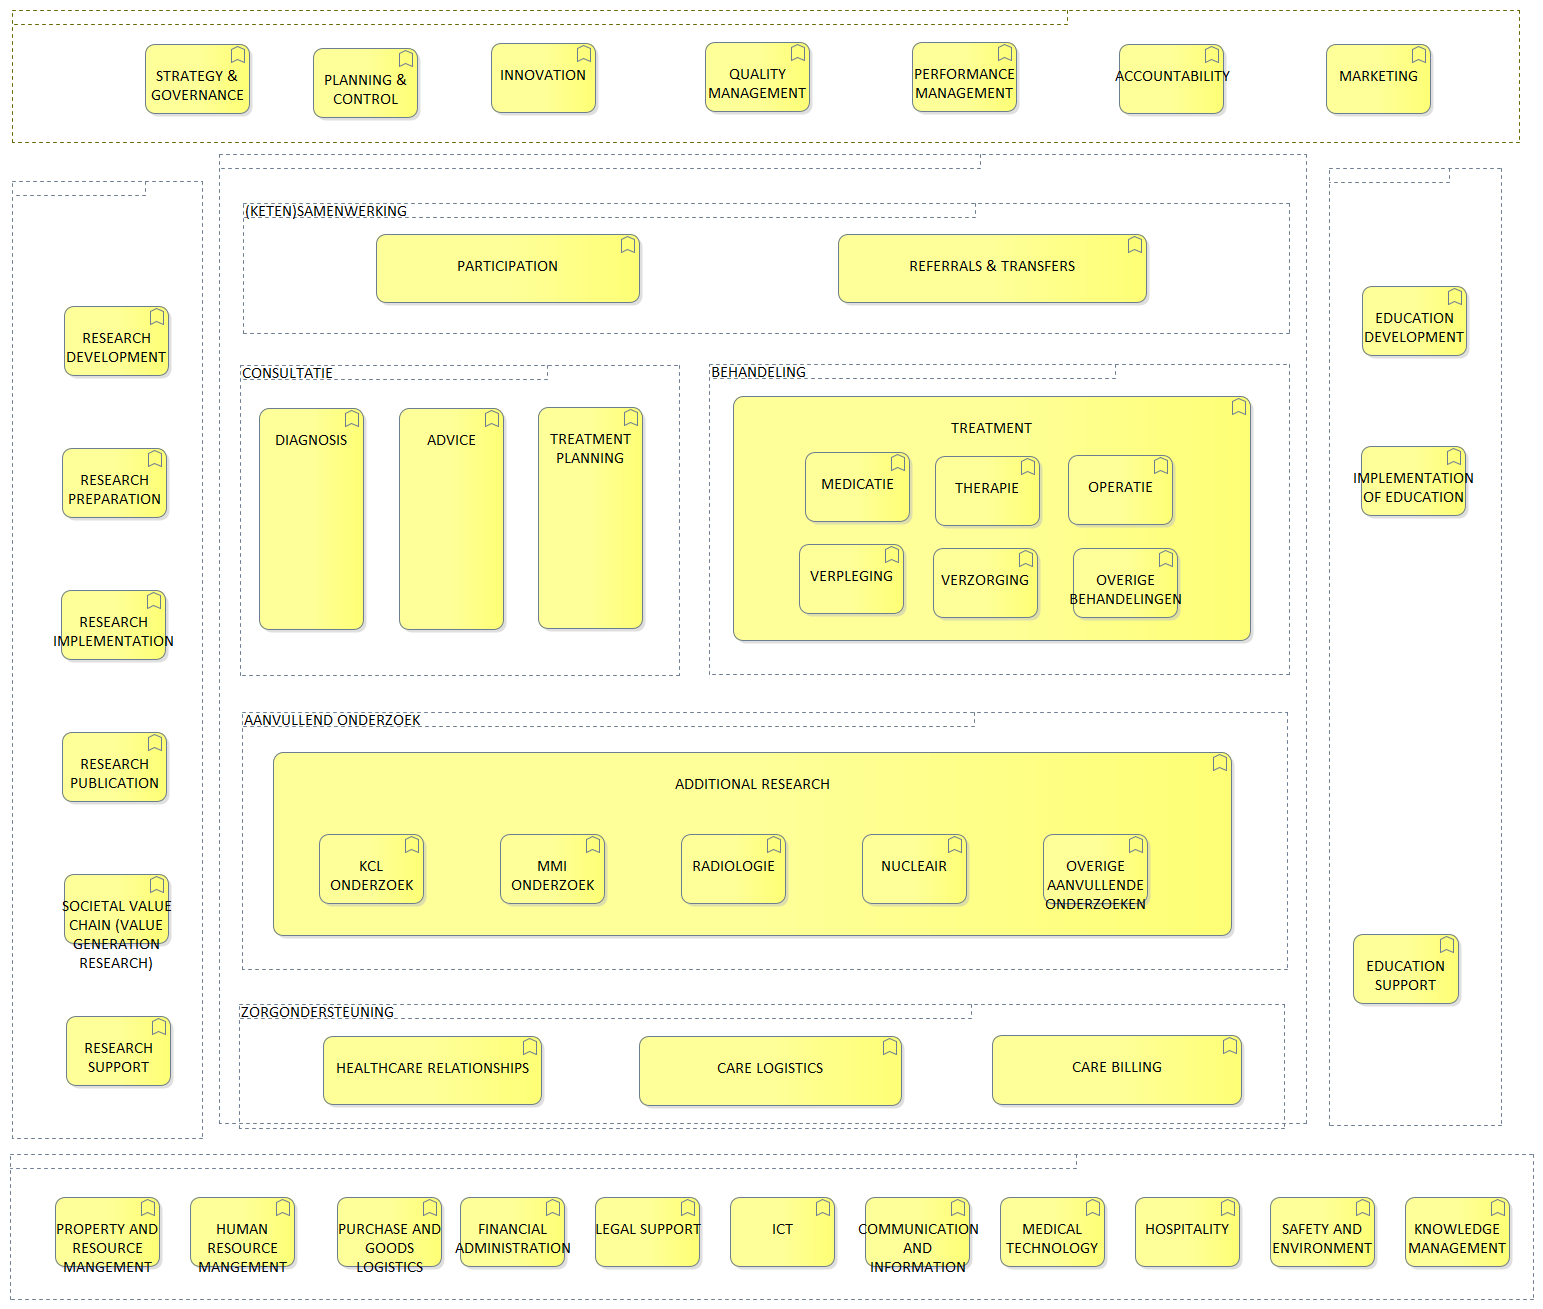 STRATEGY &
GOVERNANCE
PLANNING &
CONTROL
INNOVATION
QUALITY
MANAGEMENT
PERFORMANCE
MANAGEMENT
ACCOUNTABILITY
MARKETING
RESEARCH
DEVELOPMENT
RESEARCH
PREPARATION
RESEARCH
IMPLEMENTATION
RESEARCH
PUBLICATION
SOCIETAL VALUE
CHAIN (VALUE
GENERATION
RESEARCH)
RESEARCH
SUPPORT
(KETEN)SAMENWERKING
PARTICIPATION
REFERRALS & TRANSFERS
CONSULTATIE
DIAGNOSIS
ADVICE
TREATMENT
PLANNING
BEHANDELING
TREATMENT
MEDICATIE
THERAPIE
OPERATIE
VERPLEGING
VERZORGING
OVERIGE
BEHANDELINGEN
AANVULLEND ONDERZOEK
ADDITIONAL RESEARCH
KCL
ONDERZOEK
MMI
ONDERZOEK
RADIOLOGIE
NUCLEAIR
OVERIGE
AANVULLENDE
ONDERZOEKEN
ZORGONDERSTEUNING
HEALTHCARE RELATIONSHIPS
CARE LOGISTICS
CARE BILLING
EDUCATION
DEVELOPMENT
IMPLEMENTATION
OF EDUCATION
EDUCATION
SUPPORT
PROPERTY AND
RESOURCE
MANGEMENT
HUMAN
RESOURCE
MANGEMENT
PURCHASE AND
GOODS
LOGISTICS
FINANCIAL
ADMINISTRATION
LEGAL SUPPORT
ICT
COMMUNICATION
AND
INFORMATION
MEDICAL
TECHNOLOGY
HOSPITALITY
SAFETY AND
ENVIRONMENT
KNOWLEDGE
MANAGEMENT